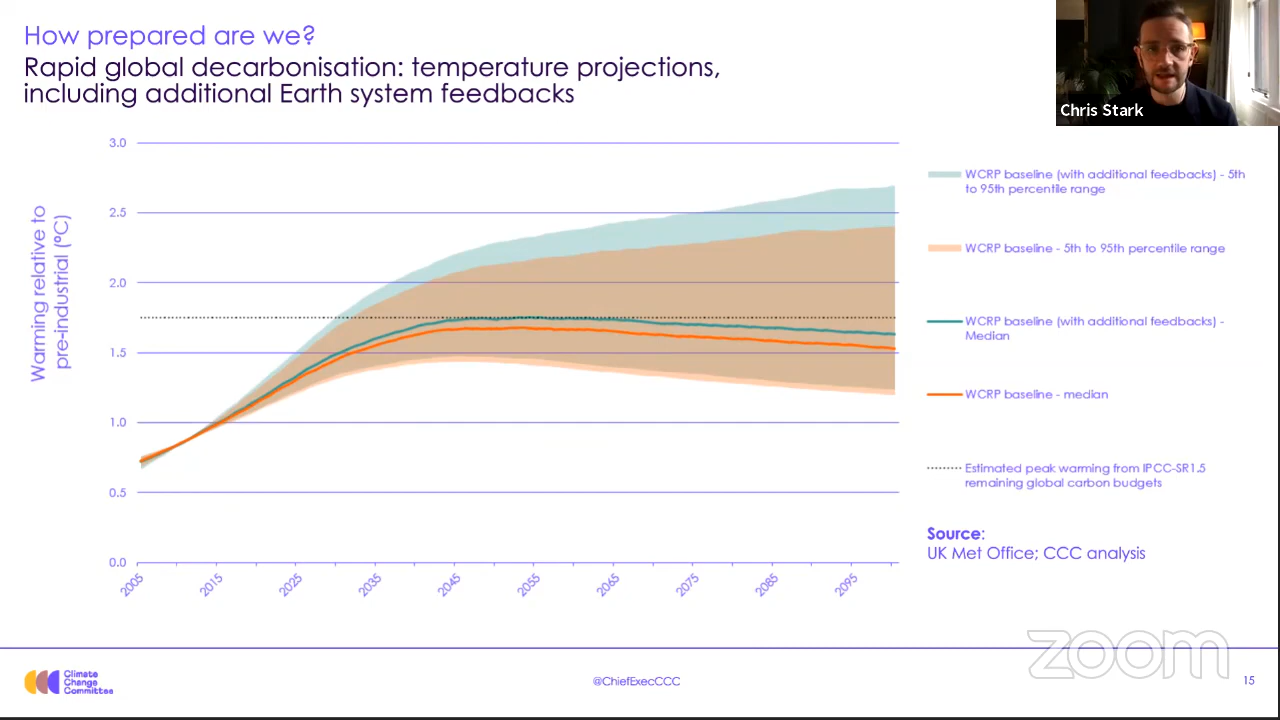 How prepared are we?
Rapid global decarbonisation: temperature projections,
including additional Earth system feedbacks
Chris Stark
Warming relative to
pre-industrial (ºC)
3.0
2.5
2.0
1.5
1.0
0.5
0.0
2005
2015
2025
2035
2045
2055
2065
2075
2085
2095
WCRP baseline (with additional feedbacks) - 5th
to 95th percentile range
WCRP baseline - 5th to 95th percentile range
WCRP baseline (with additional feedbacks) -
Median
WCRP baseline - median
Estimated peak warming from IPCC-SR1.5
remaining global carbon budgets
Source:
UK Met Office; CCC analysis
zoom
Climate
Change
Committee
@ChiefExecCCC
15